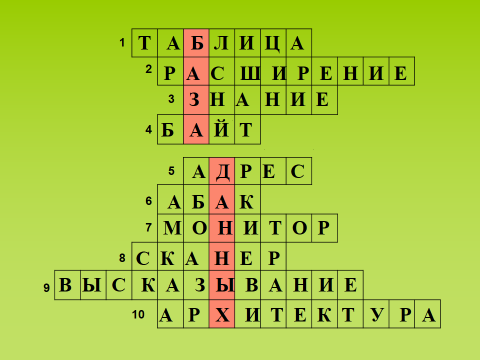 1 ТАБЛИЦА
2 РАСШИРЕНИЕ
3 ЗНАНИЕ
4 БАЙТ
5 АДРЕС
6 АБАК
7 МОНИТОР
8 СКАНЕР
9 ВЫСКАЗЫВАНИЕ
10 АРХИТЕКТУРА